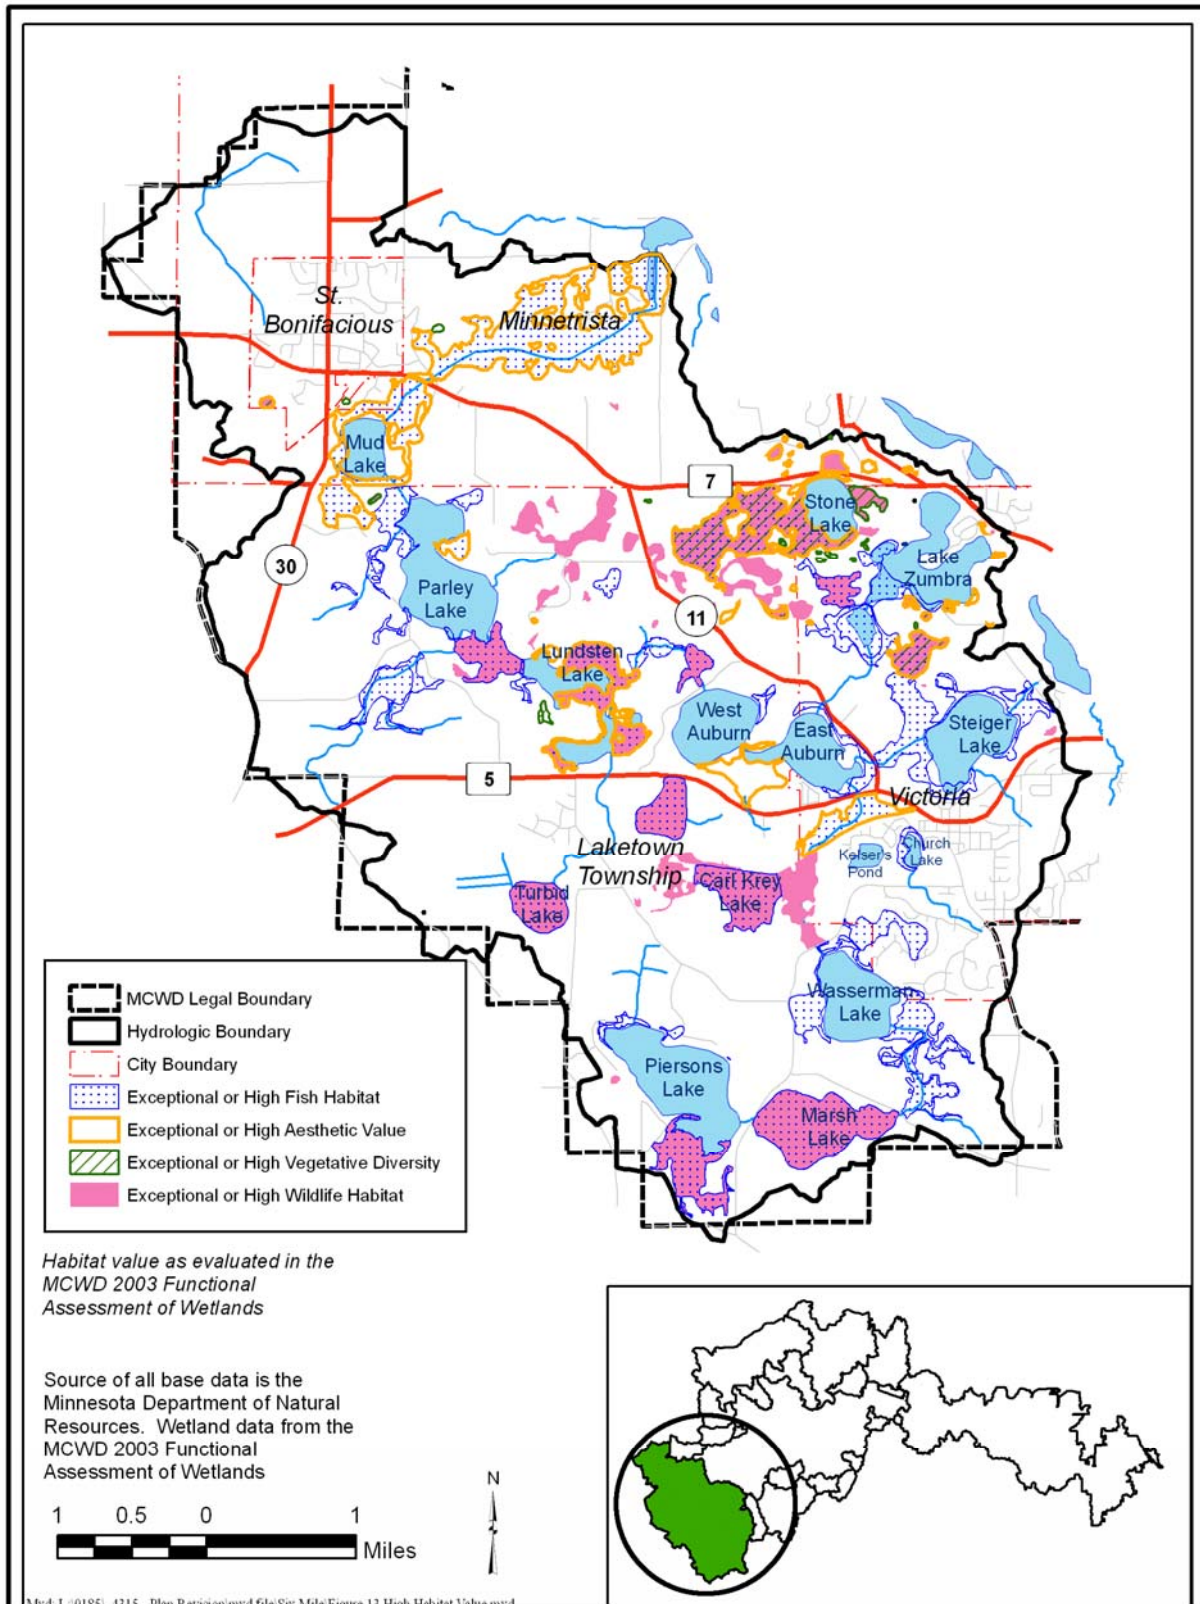 St.
Bonifacious
Minnetrista
Mud
Lake
7
Stone
Lake
Lake
Zumbra
30
Parley
Lake
11
Lundsten
Lake
West
Auburn
East
Auburn
Steiger
Lake
5
Victoria
Laketown
Township
Kelser's
Pond
Church
Lake
Turbid
Lake
Carl Krey
Lake
Wasserman
Lake
Piersons
Lake
Marsh
Lake
MCWD Legal Boundary
Hydrologic Boundary
City Boundary
Exceptional or High Fish Habitat
Exceptional or High Aesthetic Value
Exceptional or High Vegetative Diversity
Exceptional or High Wildlife Habitat
Habitat value as evaluated in the
MCWD 2003 Functional
Assessment of Wetlands
Source of all base data is the
Minnesota Department of Natural
Resources. Wetland data from the
MCWD 2003 Functional
Assessment of Wetlands
N
1 0.5 0 1
Miles